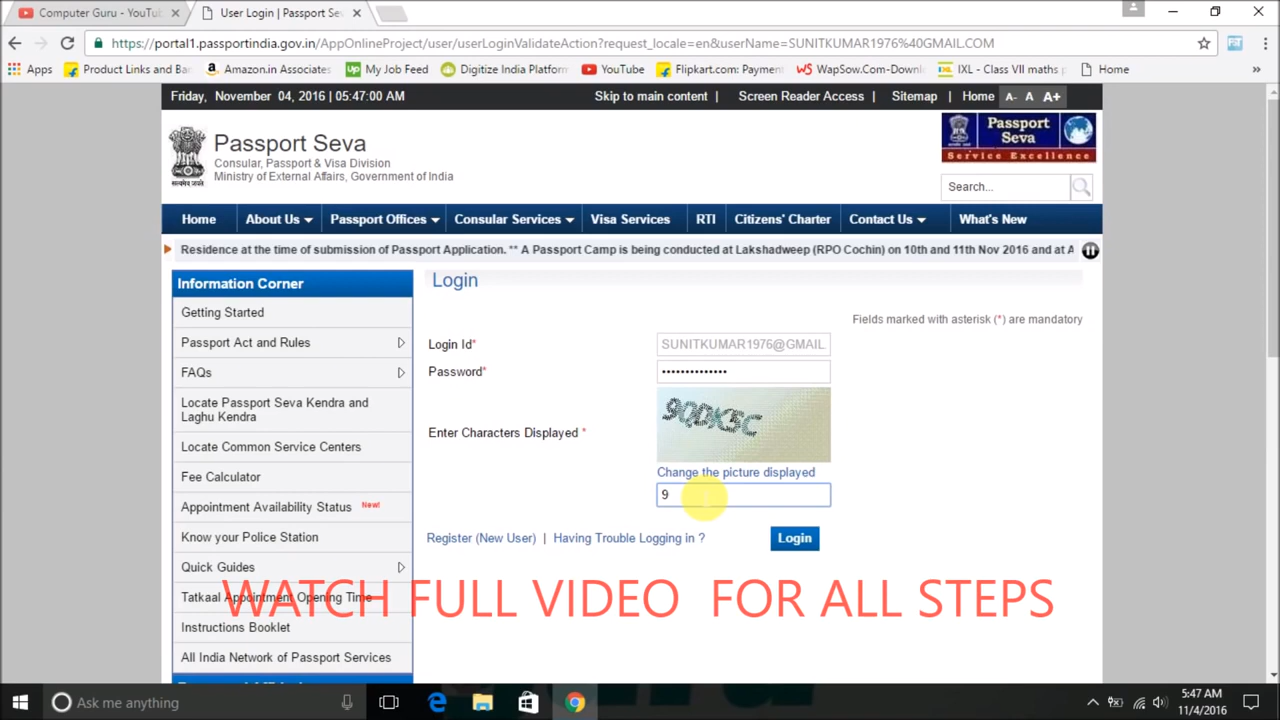 Computer Guru - YouTub
User Login | Passport Sev
https://portal1.passportindia.gov.in/AppOnlineProject/user/userLoginValidateAction?request_locale=en&userName=SUNITKUMAR1976%40GMAIL.COM
Apps Product Links and Ban Amazon.in Associates My Job Feed Digitize India Platform YouTube Flipkart.com: Payment WapSow.Com-Downlo IXL - Class VII maths p Home »
Friday, November 04, 2016 | 05:47:00 AM Skip to main content | Screen Reader Access | Sitemap | Home A- A A+
Passport Seva
Consular, Passport & Visa Division
Ministry of External Affairs, Government of India
सत्यमेव जयते
Passport
Seva
Service Excellence
Search...
Home About Us Passport Offices Consular Services Visa Services RTI Citizens' Charter Contact Us What's New
Residence at the time of submission of Passport Application. ** A Passport Camp is being conducted at Lakshadweep (RPO Cochin) on 10th and 11th Nov 2016 and at A
Information Corner
Getting Started
Passport Act and Rules
FAQs
Locate Passport Seva Kendra and
Laghu Kendra
Locate Common Service Centers
Fee Calculator
Appointment Availability Status New!
Know your Police Station
Quick Guides
Tatkaal Appointment Opening Time
Instructions Booklet
All India Network of Passport Services
Login
Fields marked with asterisk (*) are mandatory
Login Id* SUNITKUMAR1976@GMAIL.
Password* ••••••••••••••
Enter Characters Displayed *
Change the picture displayed
9
Register (New User) | Having Trouble Logging in ? Login
WATCH FULL VIDEO FOR ALL STEPS
Ask me anything
5:47 AM
11/4/2016